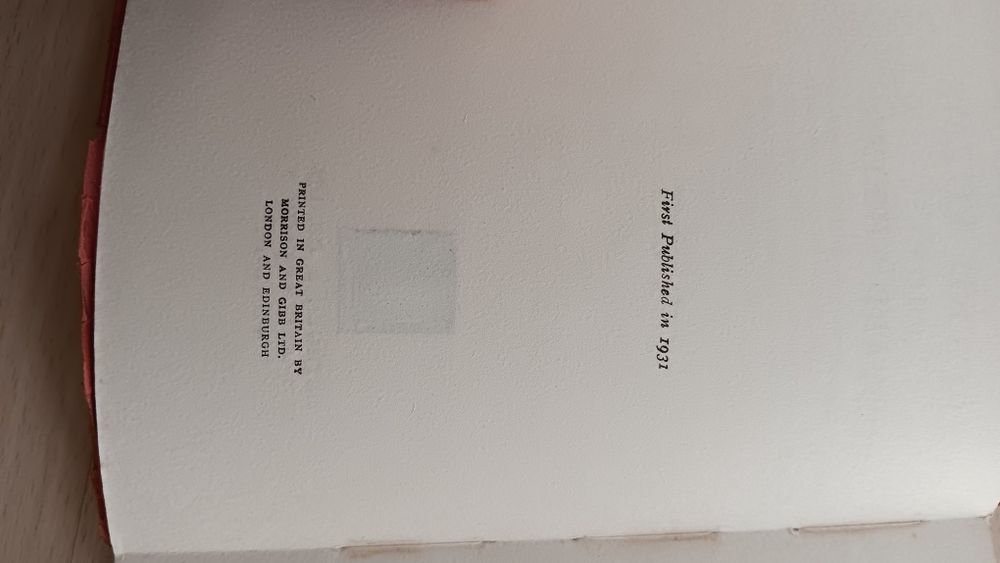 First Published in 1931
PRINTED IN GREAT BRITAIN BY
MORRISON AND GIBB LTD.
LONDON AND EDINBURGH